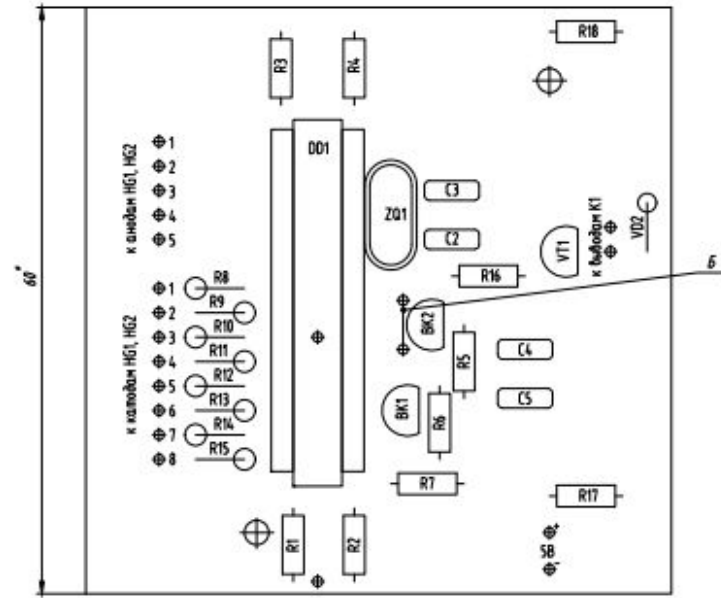 R18
R3
R4
DD1
1
2
3
4
5
к анодам HG1, HG2
C3
ZQ1
C2
к выводам K1
VD2
VT1
60*
Б
R16
1
2
3
4
5
6
7
8
к катодам HG1, HG2
R8
R9
R10
R11
R12
R13
R14
R15
BK2
R5
C4
C5
BK1
R6
R7
R17
R1
R2
SB
+
-